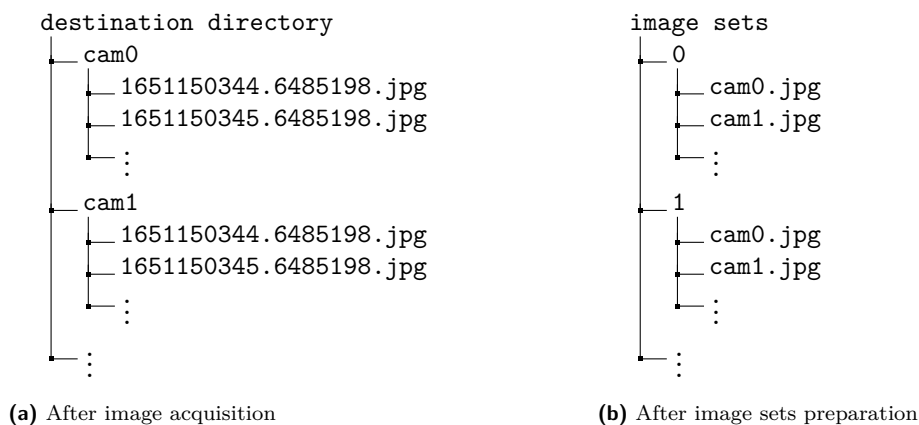 destination directory
cam0
1651150344.6485198.jpg
1651150345.6485198.jpg
⋮
cam1
1651150344.6485198.jpg
1651150345.6485198.jpg
⋮
⋮
(a) After image acquisition
image sets
0
cam0.jpg
cam1.jpg
⋮
1
cam0.jpg
cam1.jpg
⋮
⋮
(b) After image sets preparation